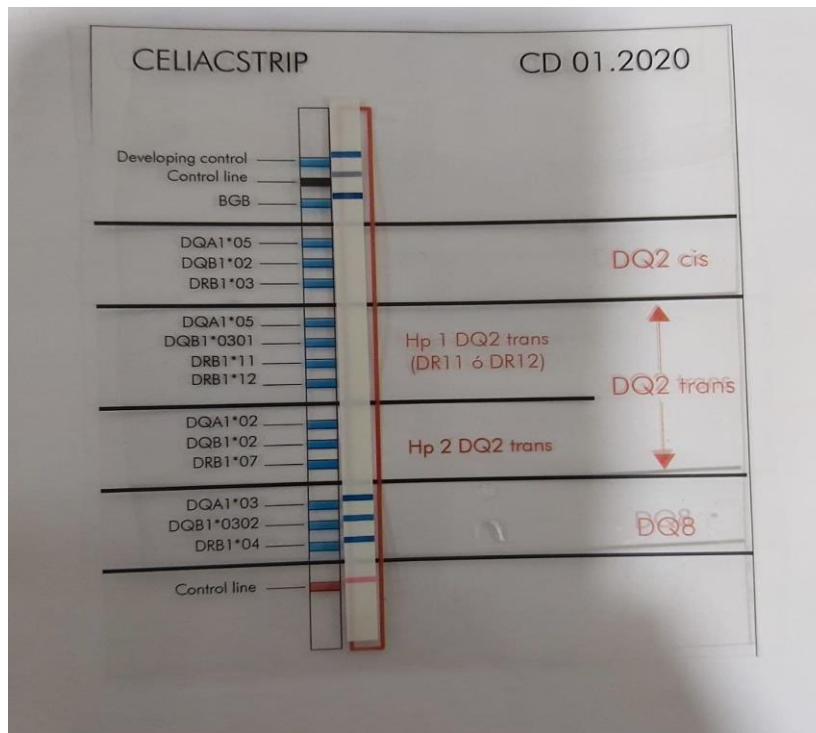 CELIACSTRIP CD 01.2020
Developing control
Control line
BGB
DQA1*05
DQB1*02
DRB1*03
DQ2 cis
DQA1*05
DQB1*0301
DRB1*11
DRB1*12
Hp 1 DQ2 trans
(DR11 ó DR12)
DQ2 trans
DQA1*02
DQB1*02
DRB1*07
Hp 2 DQ2 trans
DQA1*03
DQB1*0302
DRB1*04
DQ8
Control line